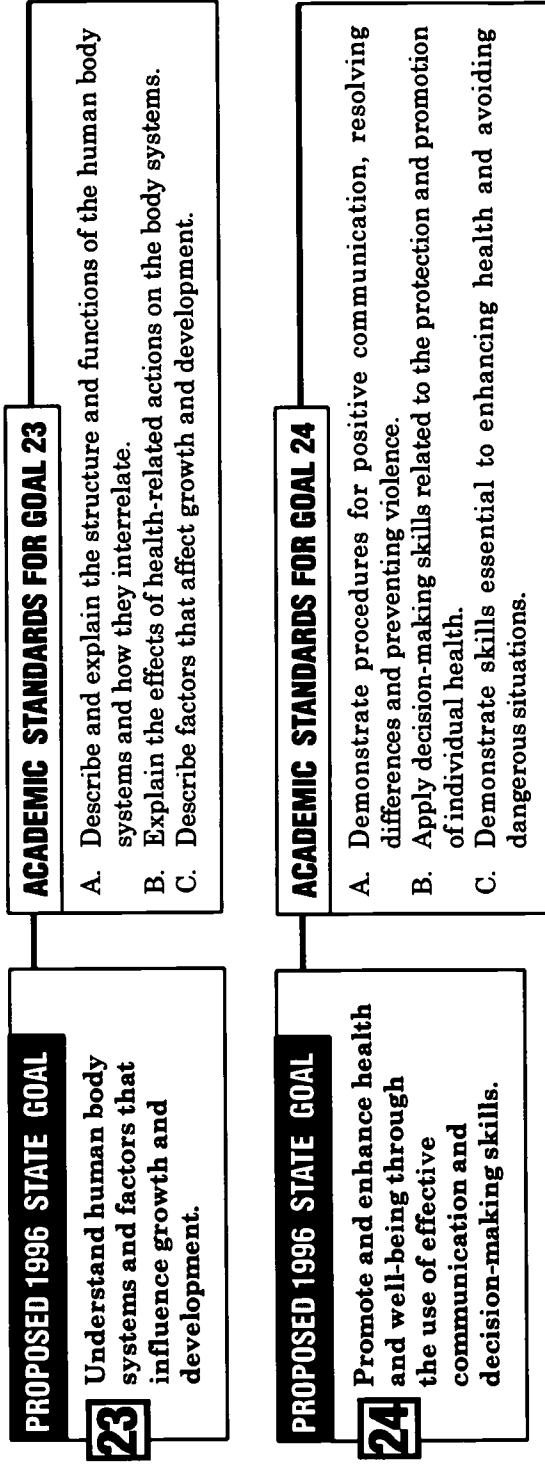 PROPOSED 1996 STATE GOAL
23
Understand human body
systems and factors that
influence growth and
development.
ACADEMIC STANDARDS FOR GOAL 23
A. Describe and explain the structure and functions of the human body
systems and how they interrelate.
B. Explain the effects of health-related actions on the body systems.
C. Describe factors that affect growth and development.
PROPOSED 1996 STATE GOAL
24
Promote and enhance health
and well-being through
the use of effective
communication and
decision-making skills.
ACADEMIC STANDARDS FOR GOAL 24
A. Demonstrate procedures for positive communication, resolving
differences and preventing violence.
B. Apply decision-making skills related to the protection and promotion
of individual health.
C. Demonstrate skills essential to enhancing health and avoiding
dangerous situations.